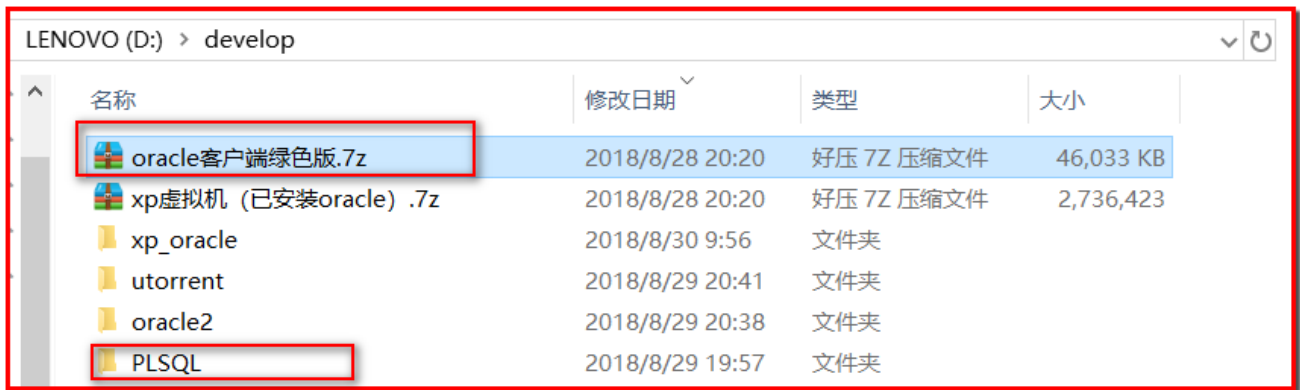 LENOVO (D:) > develop
名称 修改日期 类型 大小
oracle客户端绿色版.7z 2018/8/28 20:20 好压 7Z 压缩文件 46,033 KB
xp虚拟机（已安装oracle）.7z 2018/8/28 20:20 好压 7Z 压缩文件 2,736,423
xp_oracle 2018/8/30 9:56 文件夹
utorrent 2018/8/29 20:41 文件夹
oracle2 2018/8/29 20:38 文件夹
PLSQL 2018/8/29 19:57 文件夹